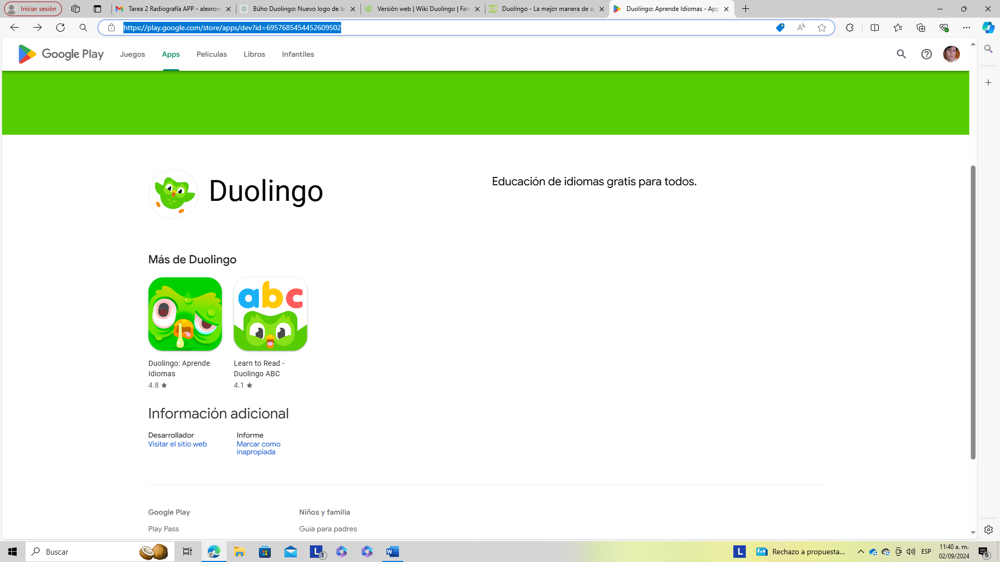 Iniciar sesión
Tarea 2 Radiografía APP - alexrom
Búho Duolingo: Nuevo logo de la
Versión web | Wiki Duolingo | Fan
Duolingo - La mejor manera de a
Duolingo: Aprende Idiomas - App
https://play.google.com/store/apps/dev?id=6957685454452609502
Google Play
Juegos
Apps
Películas
Libros
Infantiles
Duolingo
Educación de idiomas gratis para todos.
Más de Duolingo
abc
Duolingo: Aprende
Idiomas
4.8 ★
Learn to Read -
Duolingo ABC
4.1 ★
Información adicional
Desarrollador
Visitar el sitio web
Informe
Marcar como
inapropiada
Google Play
Niños y familia
Play Pass
Guía para padres
Buscar
L
1
W
L
Rechazo a propuesta...
ESP
11:40 a. m.
02/09/2024
6